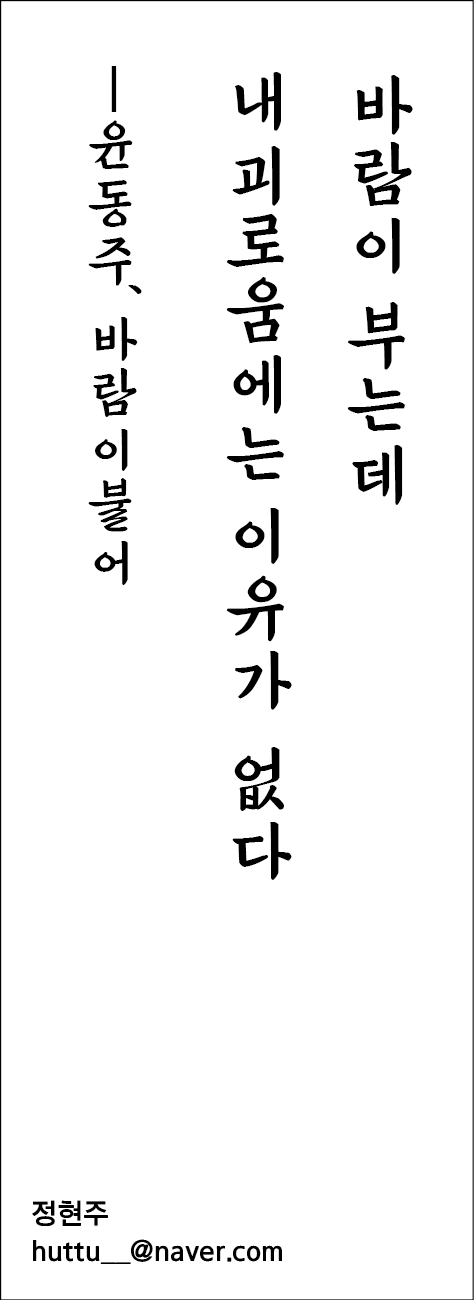 바람이 부는데
내 괴로움에는 이유가 없다
—윤동주, 바람이불어
정현주
huttu__@naver.com